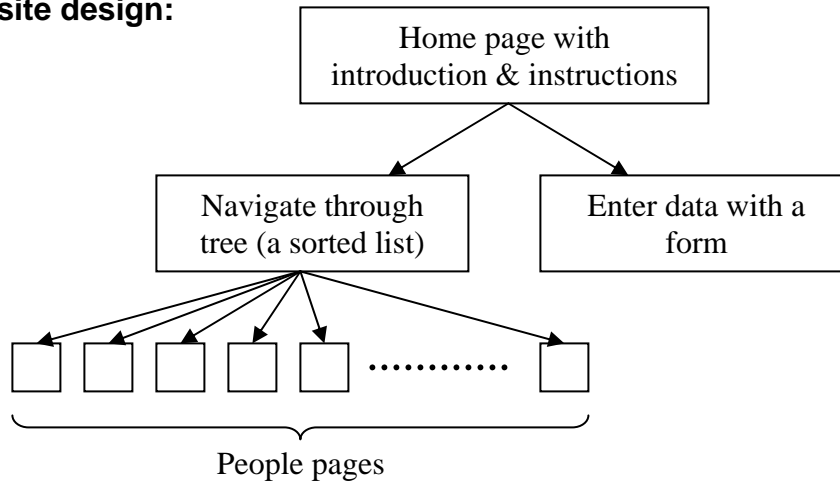 site design:
Home page with
introduction & instructions
Navigate through
tree (a sorted list)
Enter data with a
form
People pages